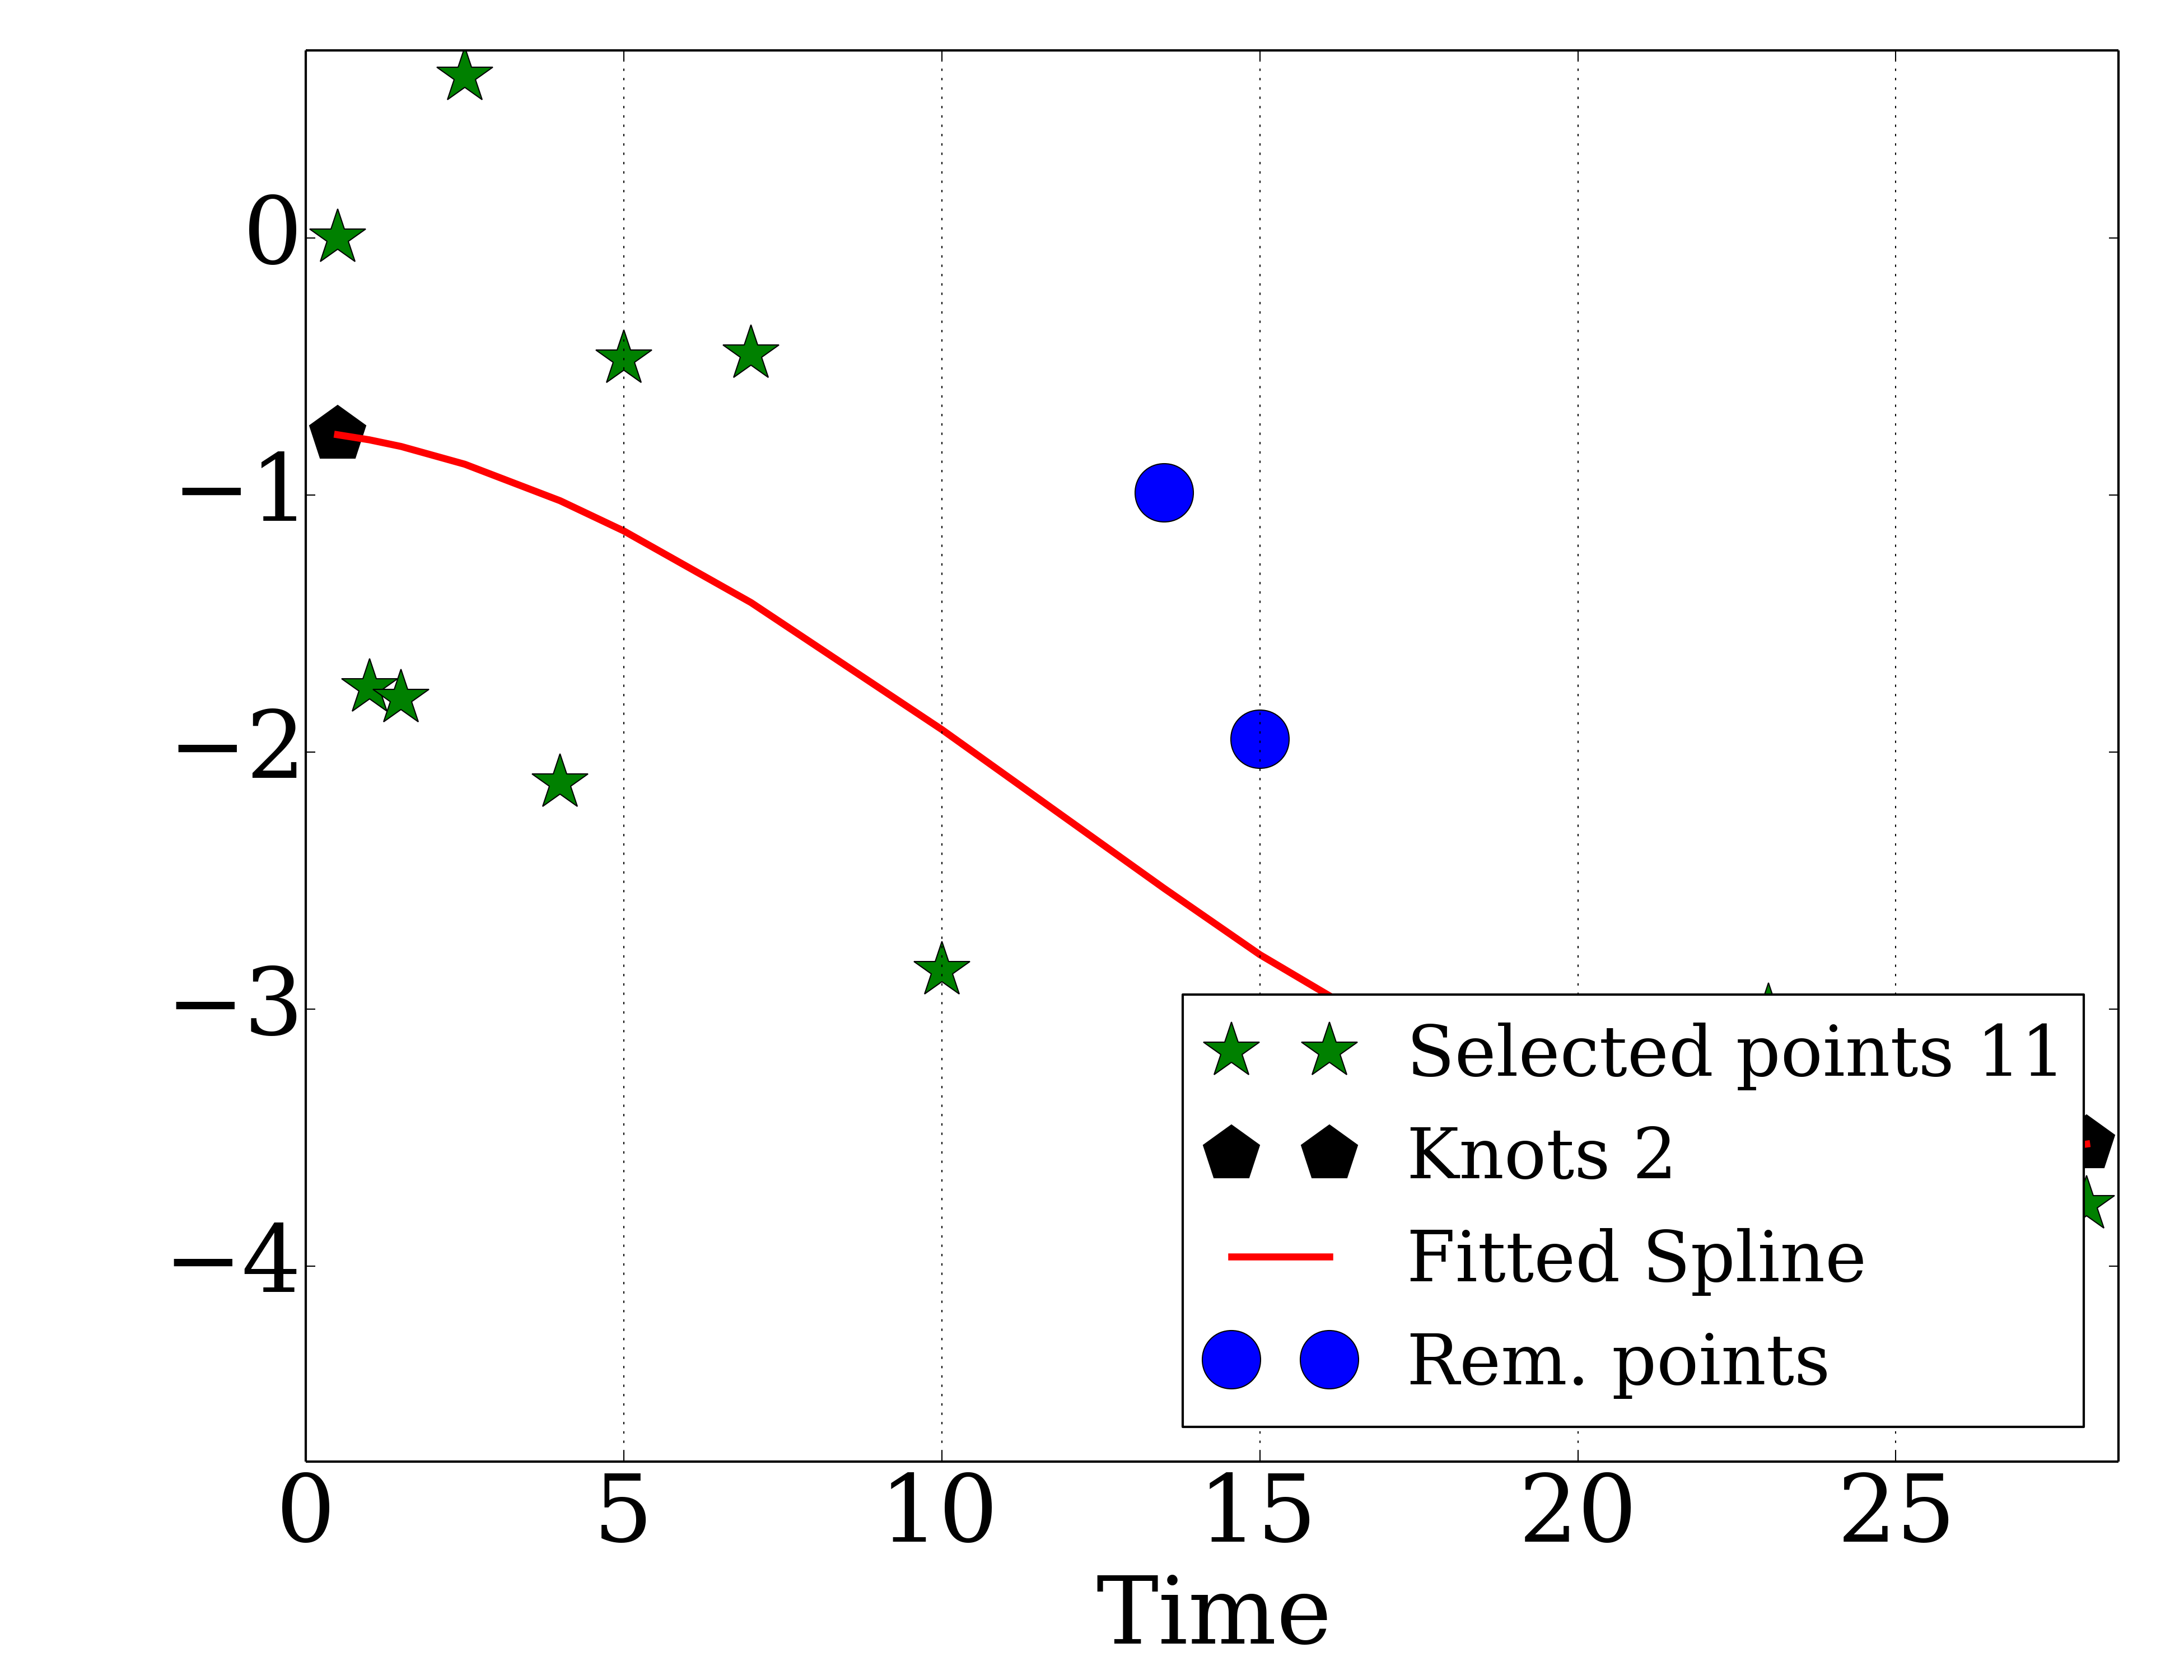 0
−1
−2
−3
−4
Selected points 11
Knots 2
Fitted Spline
Rem. points
0 5 10 15 20 25
Time